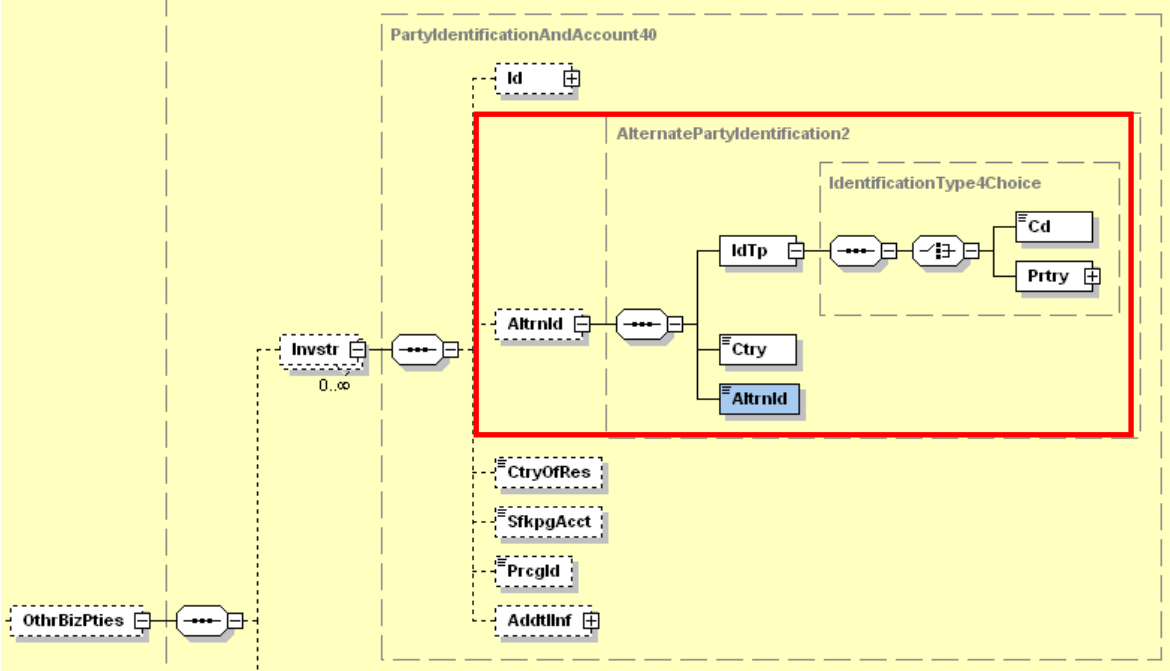 PartyIdentificationAndAccount40
Id
AlternatePartyIdentification2
IdentificationType4Choice
Cd
IdTp
Prtry
AltrnId
Invstr
Ctry
0..∞
AltrnId
CtryOfRes
SfkpgAcct
PrcgId
OthrBizPties
AddtlInf